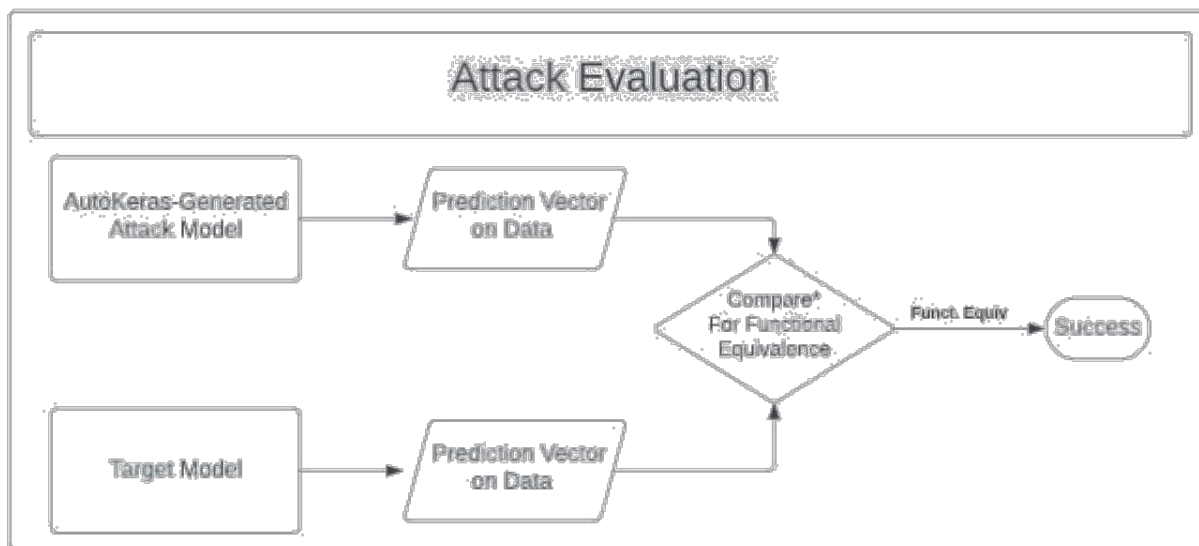 Attack Evaluation
AutoKeras-Generated
Attack Model
Prediction Vector
on Data
Compare*
For Functional
Equivalence
Funct. Equiv
Success
Target Model
Prediction Vector
on Data